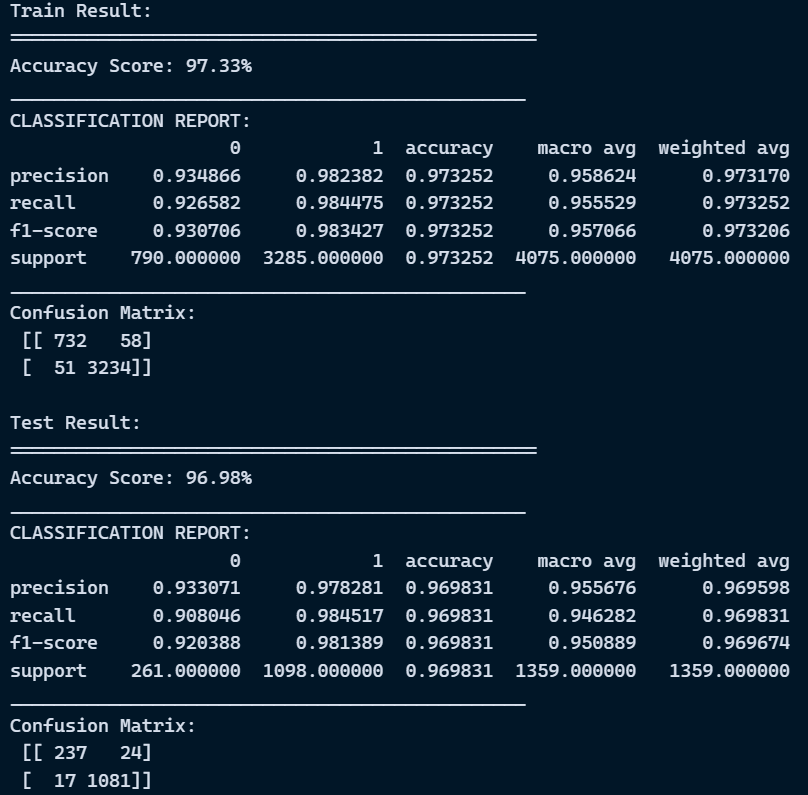 Train Result:
================================================
Accuracy Score: 97.33%
_______________________________________________
CLASSIFICATION REPORT:
                    0            1  accuracy    macro avg  weighted avg
precision    0.934866     0.982382  0.973252     0.958624      0.973170
recall       0.926582     0.984475  0.973252     0.955529      0.973252
f1-score     0.930706     0.983427  0.973252     0.957066      0.973206
support    790.000000  3285.000000  0.973252  4075.000000   4075.000000
_______________________________________________
Confusion Matrix:
 [[ 732   58]
 [  51 3234]]

Test Result:
================================================
Accuracy Score: 96.98%
_______________________________________________
CLASSIFICATION REPORT:
                    0            1  accuracy    macro avg  weighted avg
precision    0.933071     0.978281  0.969831     0.955676      0.969598
recall       0.908046     0.984517  0.969831     0.946282      0.969831
f1-score     0.920388     0.981389  0.969831     0.950889      0.969674
support    261.000000  1098.000000  0.969831  1359.000000   1359.000000
_______________________________________________
Confusion Matrix:
 [[ 237   24]
 [  17 1081]]